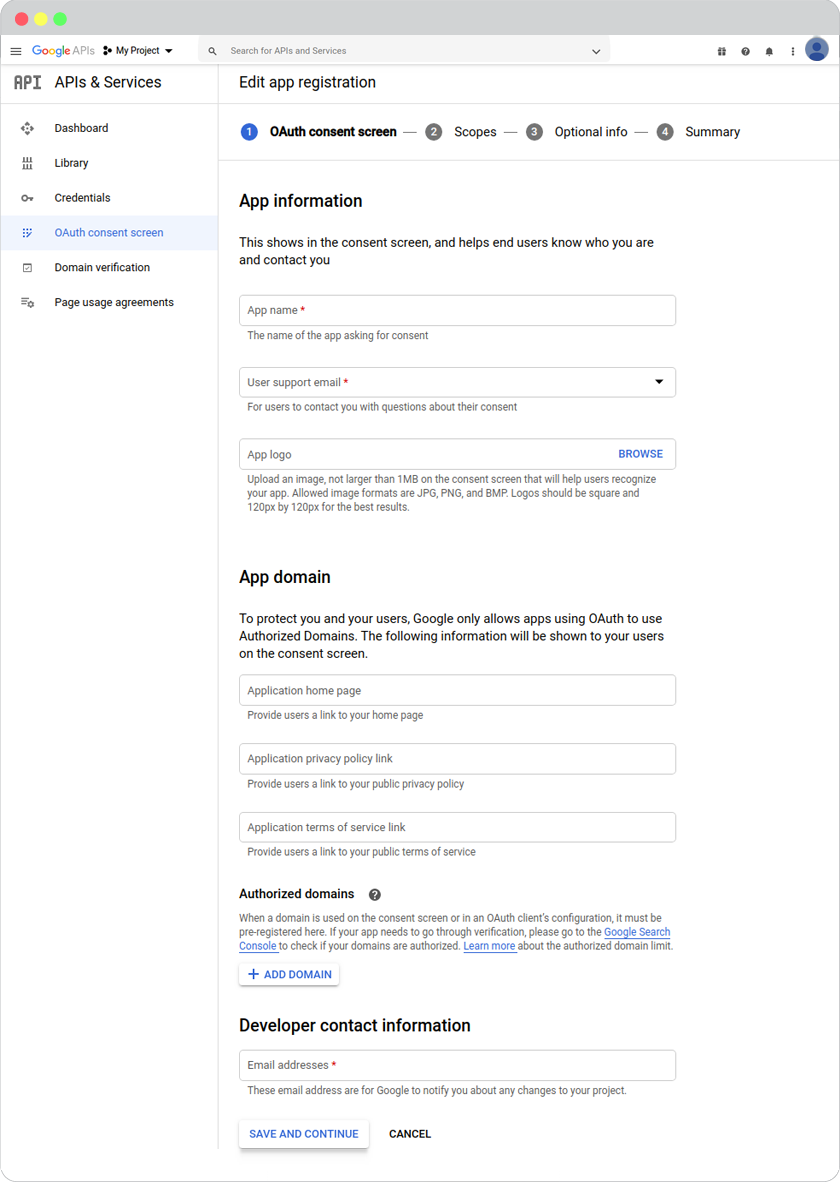 Google APIs My Project Search for APIs and Services
API APIs & Services
Edit app registration
Dashboard
Library
Credentials
OAuth consent screen
Domain verification
Page usage agreements
1 OAuth consent screen — 2 Scopes — 3 Optional info — 4 Summary
App information
This shows in the consent screen, and helps end users know who you are
and contact you
App name *
The name of the app asking for consent
User support email *
For users to contact you with questions about their consent
App logo BROWSE
Upload an image, not larger than 1MB on the consent screen that will help users recognize
your app. Allowed image formats are JPG, PNG, and BMP. Logos should be square and
120px by 120px for the best results.
App domain
To protect you and your users, Google only allows apps using OAuth to use
Authorized Domains. The following information will be shown to your users
on the consent screen.
Application home page
Provide users a link to your home page
Application privacy policy link
Provide users a link to your public privacy policy
Application terms of service link
Provide users a link to your public terms of service
Authorized domains ?
When a domain is used on the consent screen or in an OAuth client's configuration, it must be
pre-registered here. If your app needs to go through verification, please go to the Google Search
Console to check if your domains are authorized. Learn more about the authorized domain limit.
+ ADD DOMAIN
Developer contact information
Email addresses *
These email address are for Google to notify you about any changes to your project.
SAVE AND CONTINUE CANCEL